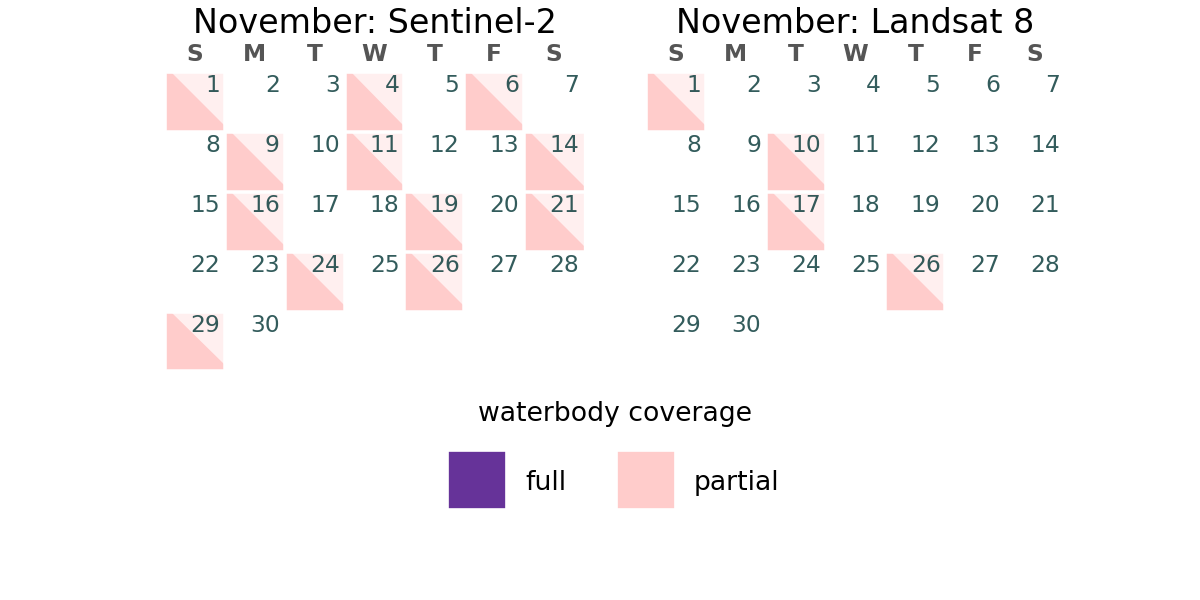 November: Sentinel-2
S M T W T F S
1 2 3 4 5 6 7
8 9 10 11 12 13 14
15 16 17 18 19 20 21
22 23 24 25 26 27 28
29 30
November: Landsat 8
S M T W T F S
1 2 3 4 5 6 7
8 9 10 11 12 13 14
15 16 17 18 19 20 21
22 23 24 25 26 27 28
29 30
waterbody coverage
full partial